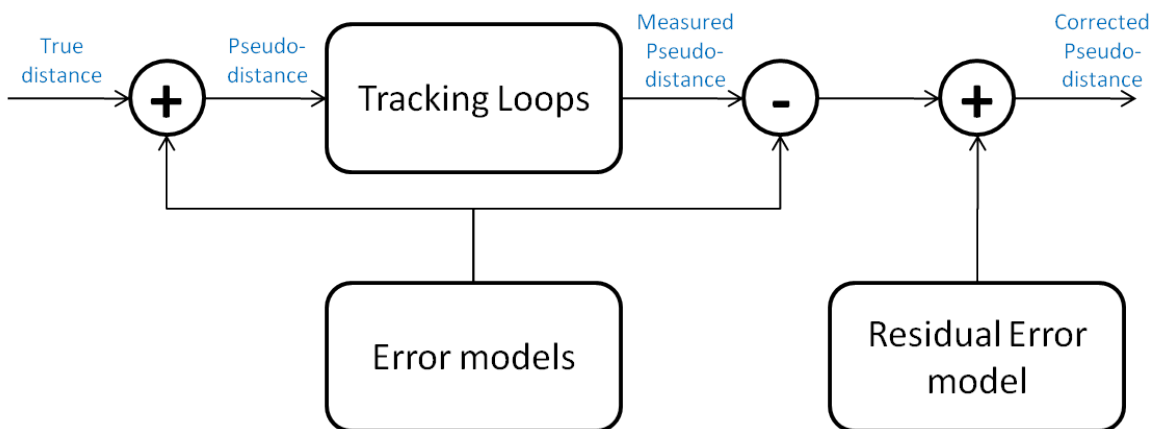 True
distance
+
Pseudo-
distance
Tracking Loops
Measured
Pseudo-
distance
-
+
Corrected
Pseudo-
distance
Error models
Residual Error
model